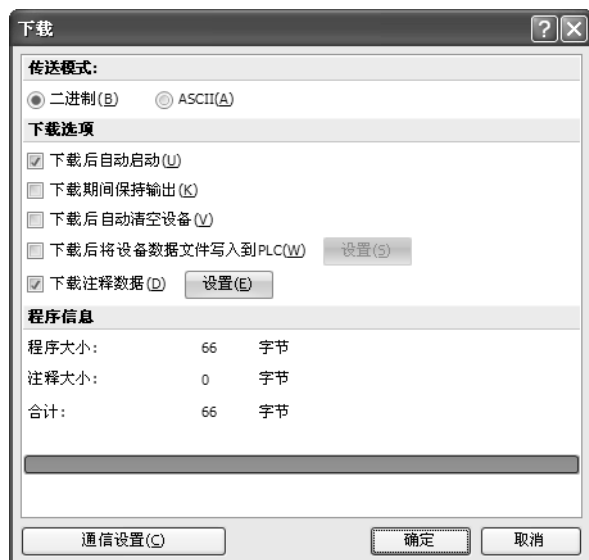 下载
传送模式:
二进制(B) ASCII(A)
下载选项
下载后自动启动(U)
下载期间保持输出(K)
下载后自动清空设备(V)
下载后将设备数据文件写入到PLC(W) 设置(S)
下载注释数据(D) 设置(E)
程序信息
程序大小: 66 字节
注释大小: 0 字节
合计: 66 字节
通信设置(C) 确定 取消